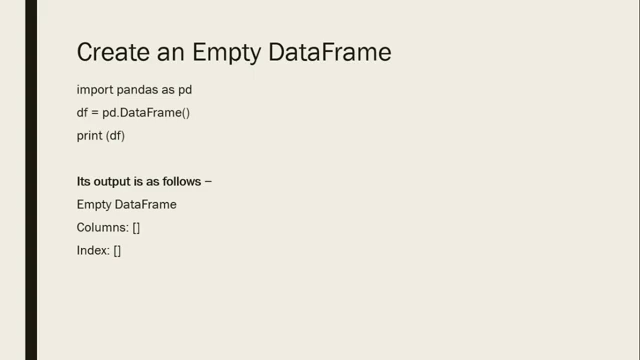 Create an Empty DataFrame
import pandas as pd
df = pd.DataFrame()
print (df)
Its output is as follows −
Empty DataFrame
Columns: []
Index: []